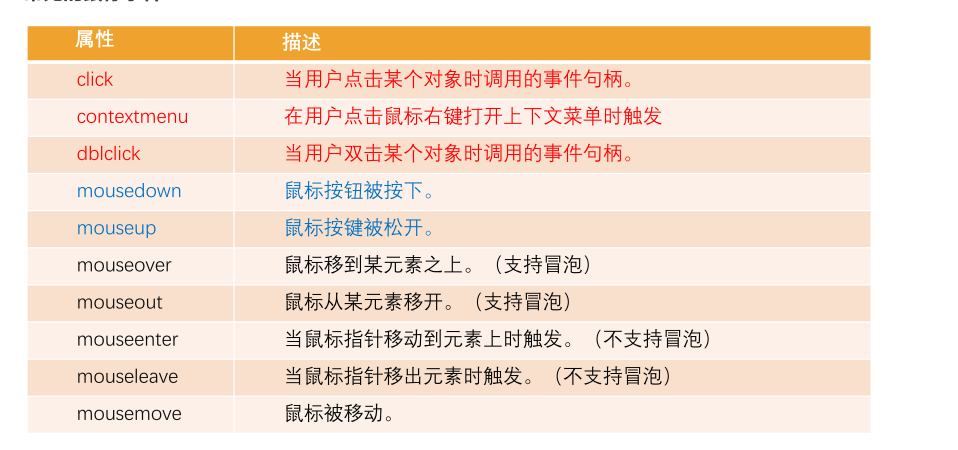 属性 描述
click 当用户点击某个对象时调用的事件句柄。
contextmenu 在用户点击鼠标右键打开上下文菜单时触发
dblclick 当用户双击某个对象时调用的事件句柄。
mousedown 鼠标按钮被按下。
mouseup 鼠标按键被松开。
mouseover 鼠标移到某元素之上。（支持冒泡）
mouseout 鼠标从某元素移开。（支持冒泡）
mouseenter 当鼠标指针移动到元素上时触发。（不支持冒泡）
mouseleave 当鼠标指针移出元素时触发。（不支持冒泡）
mousemove 鼠标被移动。